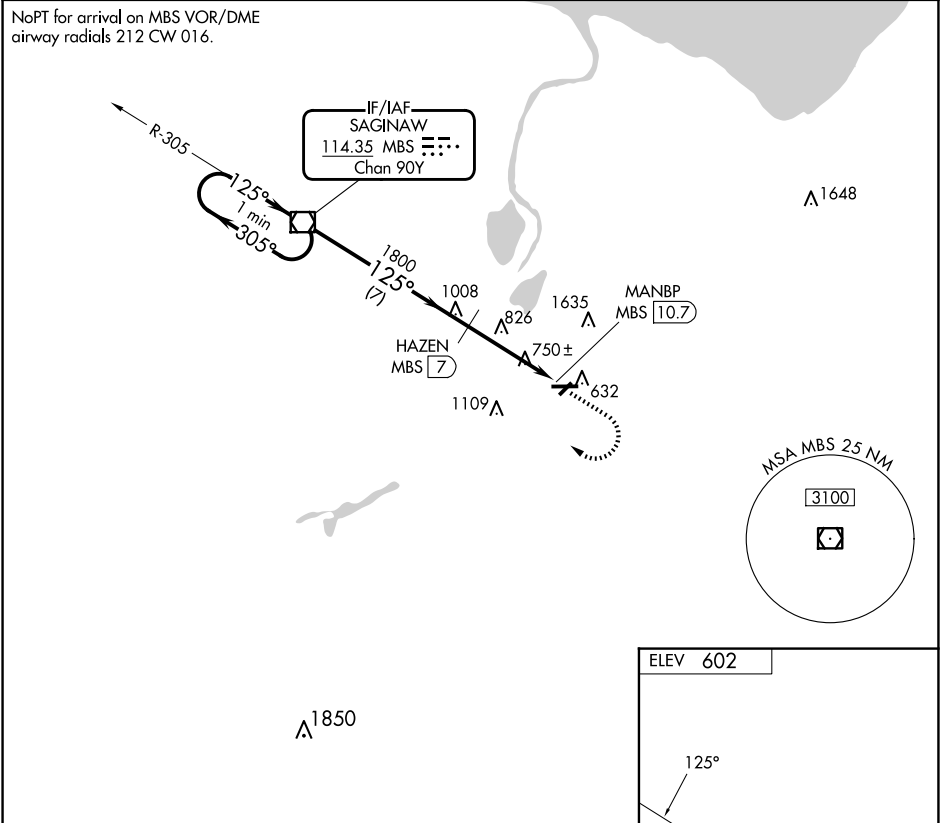 NoPT for arrival on MBS VOR/DME
airway radials 212 CW 016.
IF/IAF
SAGINAW
114.35 MBS
Chan 90Y
R-305
125°
1 min
305°
1648
1800
125°
(7)
1008
826
1635
MANBP
MBS 10.7
HAZEN
MBS 7
750 ±
632
1109
MSA MBS 25 NM
3100
ELEV 602
1850
125°